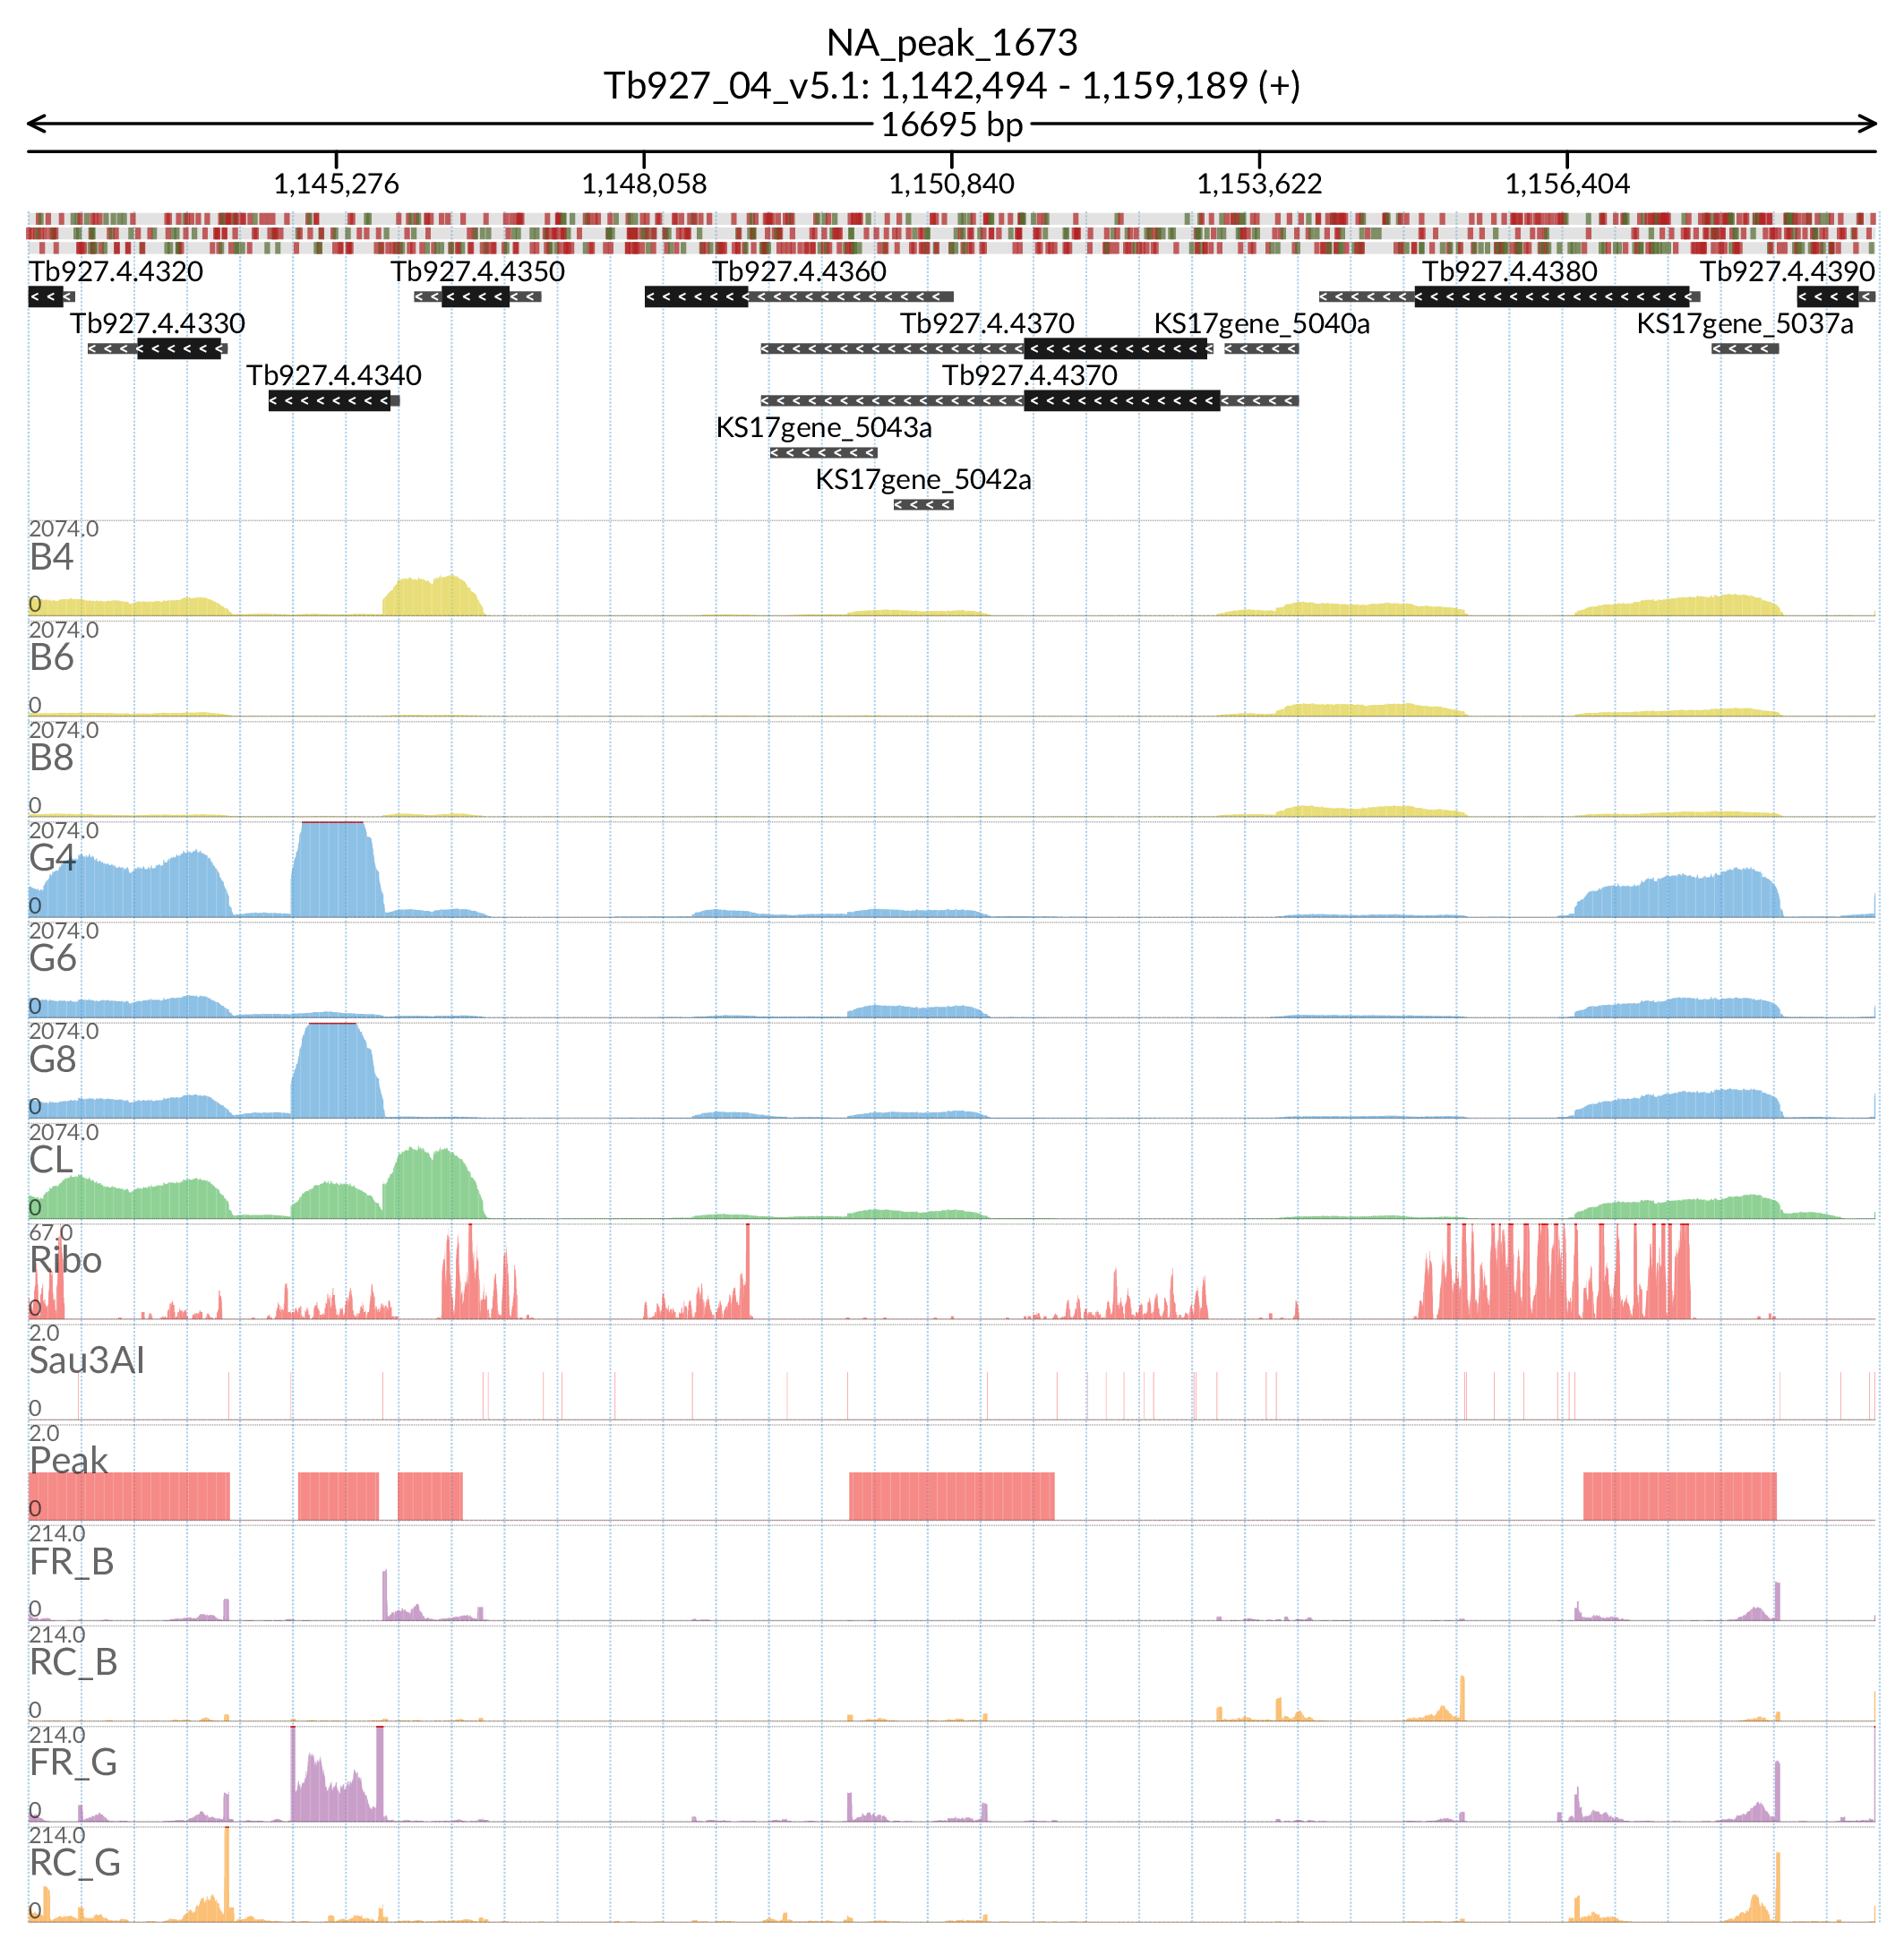 NA_peak_1673
Tb927_04_v5.1: 1,142,494 - 1,159,189 (+)
16695 bp
1,145,276 1,148,058 1,150,840 1,153,622 1,156,404
Tb927.4.4320 Tb927.4.4350 Tb927.4.4360 Tb927.4.4380 Tb927.4.4390
Tb927.4.4330 Tb927.4.4370 KS17gene_5040a KS17gene_5037a
Tb927.4.4340 Tb927.4.4370
KS17gene_5043a
KS17gene_5042a
2074.0
B4
0
2074.0
B6
0
2074.0
B8
0
2074.0
G4
0
2074.0
G6
0
2074.0
G8
0
2074.0
CL
0
67.0
Ribo
0
2.0
Sau3AI
0
2.0
Peak
0
214.0
FR_B
0
214.0
RC_B
0
214.0
FR_G
0
214.0
RC_G
0